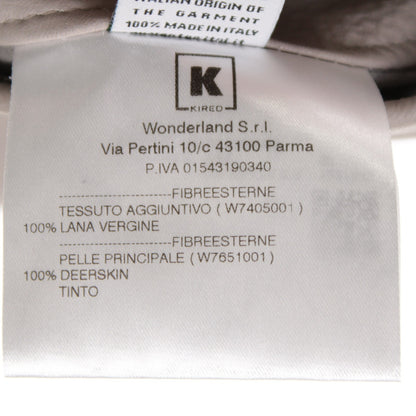 ITALIAN ORIGIN OF
THE GARMENT
100% MADE IN ITALY
K
KIRED
Wonderland S.r.l.
Via Pertini 10/c 43100 Parma
P.IVA 01543190340
--------------------FIBREESTERNE
TESSUTO AGGIUNTIVO ( W7405001 )
100% LANA VERGINE
--------------------FIBREESTERNE
PELLE PRINCIPALE ( W7651001 )
100% DEERSKIN
TINTO